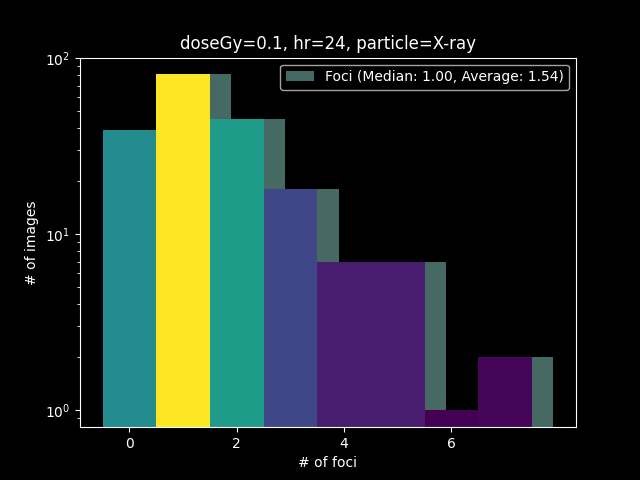 doseGy=0.1, hr=24, particle=X-ray
Foci (Median: 1.00, Average: 1.54)
10²
10¹
10⁰
# of images
0 2 4 6
# of foci